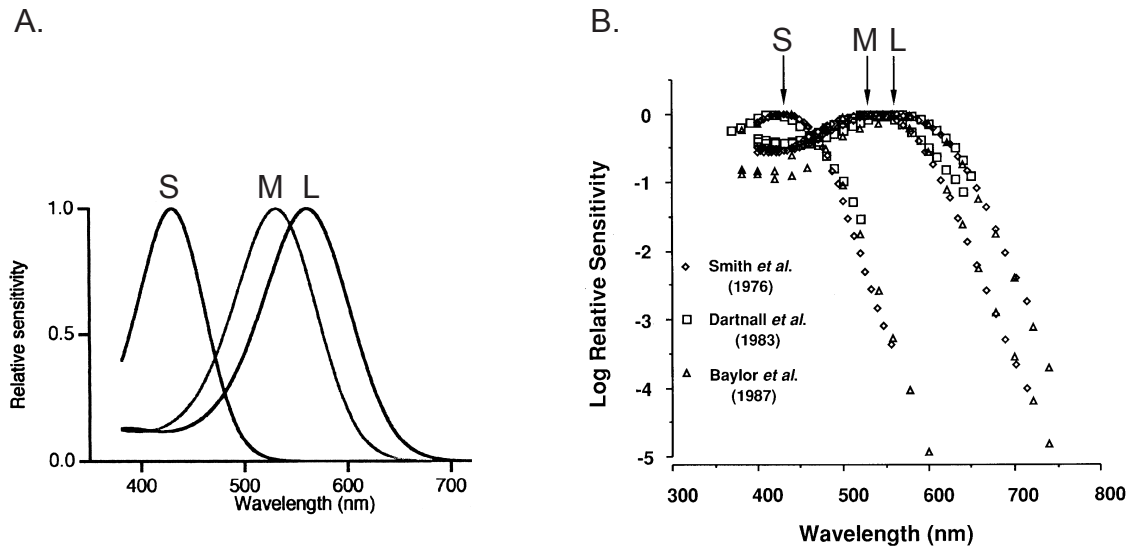 A.
S M L
1.0
0.5
0.0
Relative sensitivity
400 500 600 700
Wavelength (nm)
B.
S M L
0
-1
-2
-3
-4
-5
Log Relative Sensitivity
Smith et al.
(1976)
Dartnall et al.
(1983)
Baylor et al.
(1987)
300 400 500 600 700 800
Wavelength (nm)